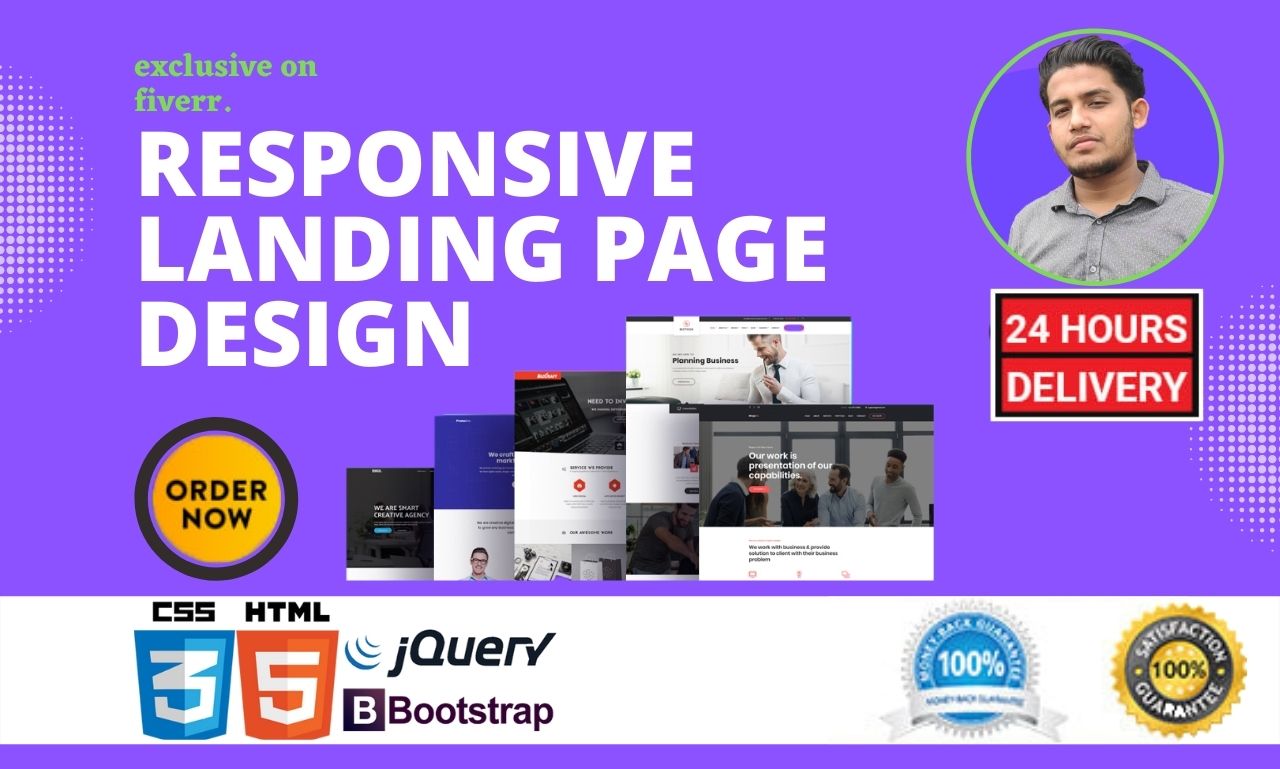 exclusive on
fiverr.
RESPONSIVE
LANDING PAGE
DESIGN
24 HOURS
DELIVERY
ORDER
NOW
Planning Business
NEED TO INV
SERVICE WE PROVIDE
OUR AWESOME WORK
We craft
mark
WE ARE SMART
CREATIVE AGENCY
Our work is
presentation of our
capabilities.
We work with business & provide
solution to client with their business
problem
CSS
HTML
3
5
jQuery
B Bootstrap
MONEY-BACK GUARANTEE
100%
MONEY-BACK GUARANTEE
SATISFACTION
100%
GUARANTEE